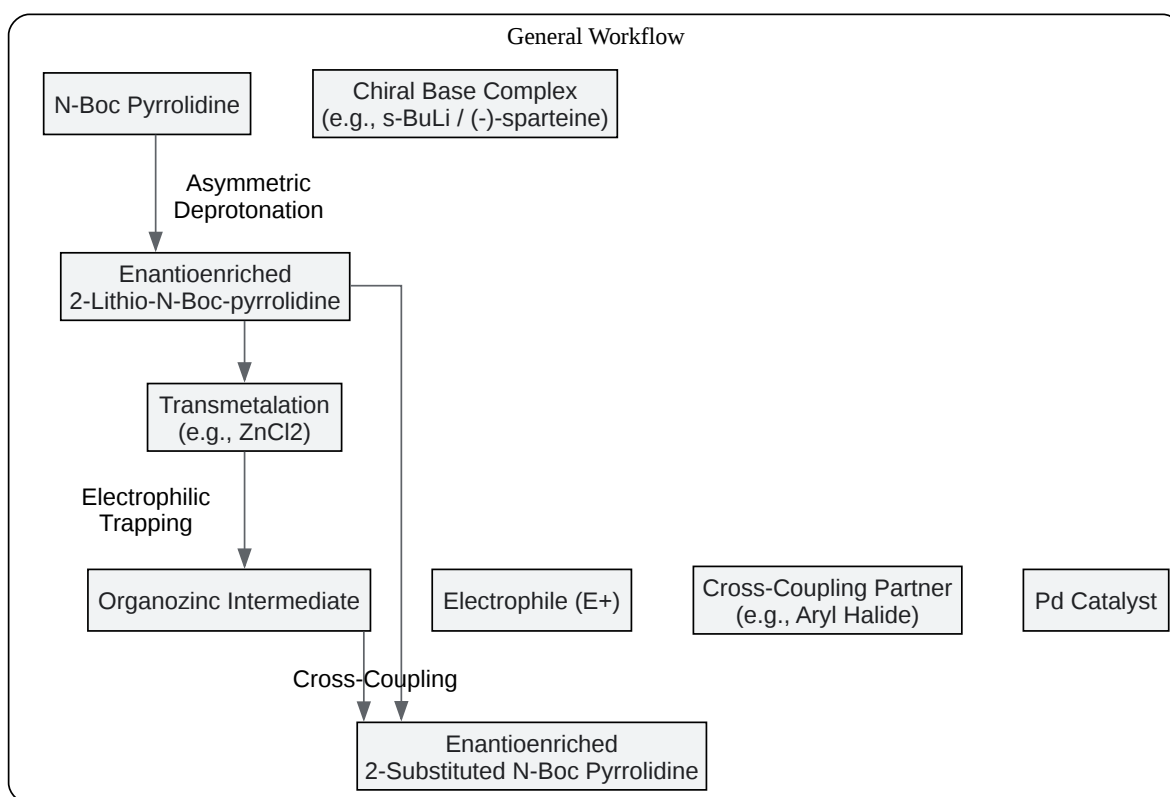 General Workflow
N-Boc Pyrrolidine
Chiral Base Complex
(e.g., s-BuLi / (-)-sparteine)
Asymmetric
Deprotonation
Enantioenriched
2-Lithio-N-Boc-pyrrolidine
Transmetalation
(e.g., ZnCl2)
Electrophilic
Trapping
Organozinc Intermediate
Electrophile (E+)
Cross-Coupling Partner
(e.g., Aryl Halide)
Pd Catalyst
Cross-Coupling
Enantioenriched
2-Substituted N-Boc Pyrrolidine